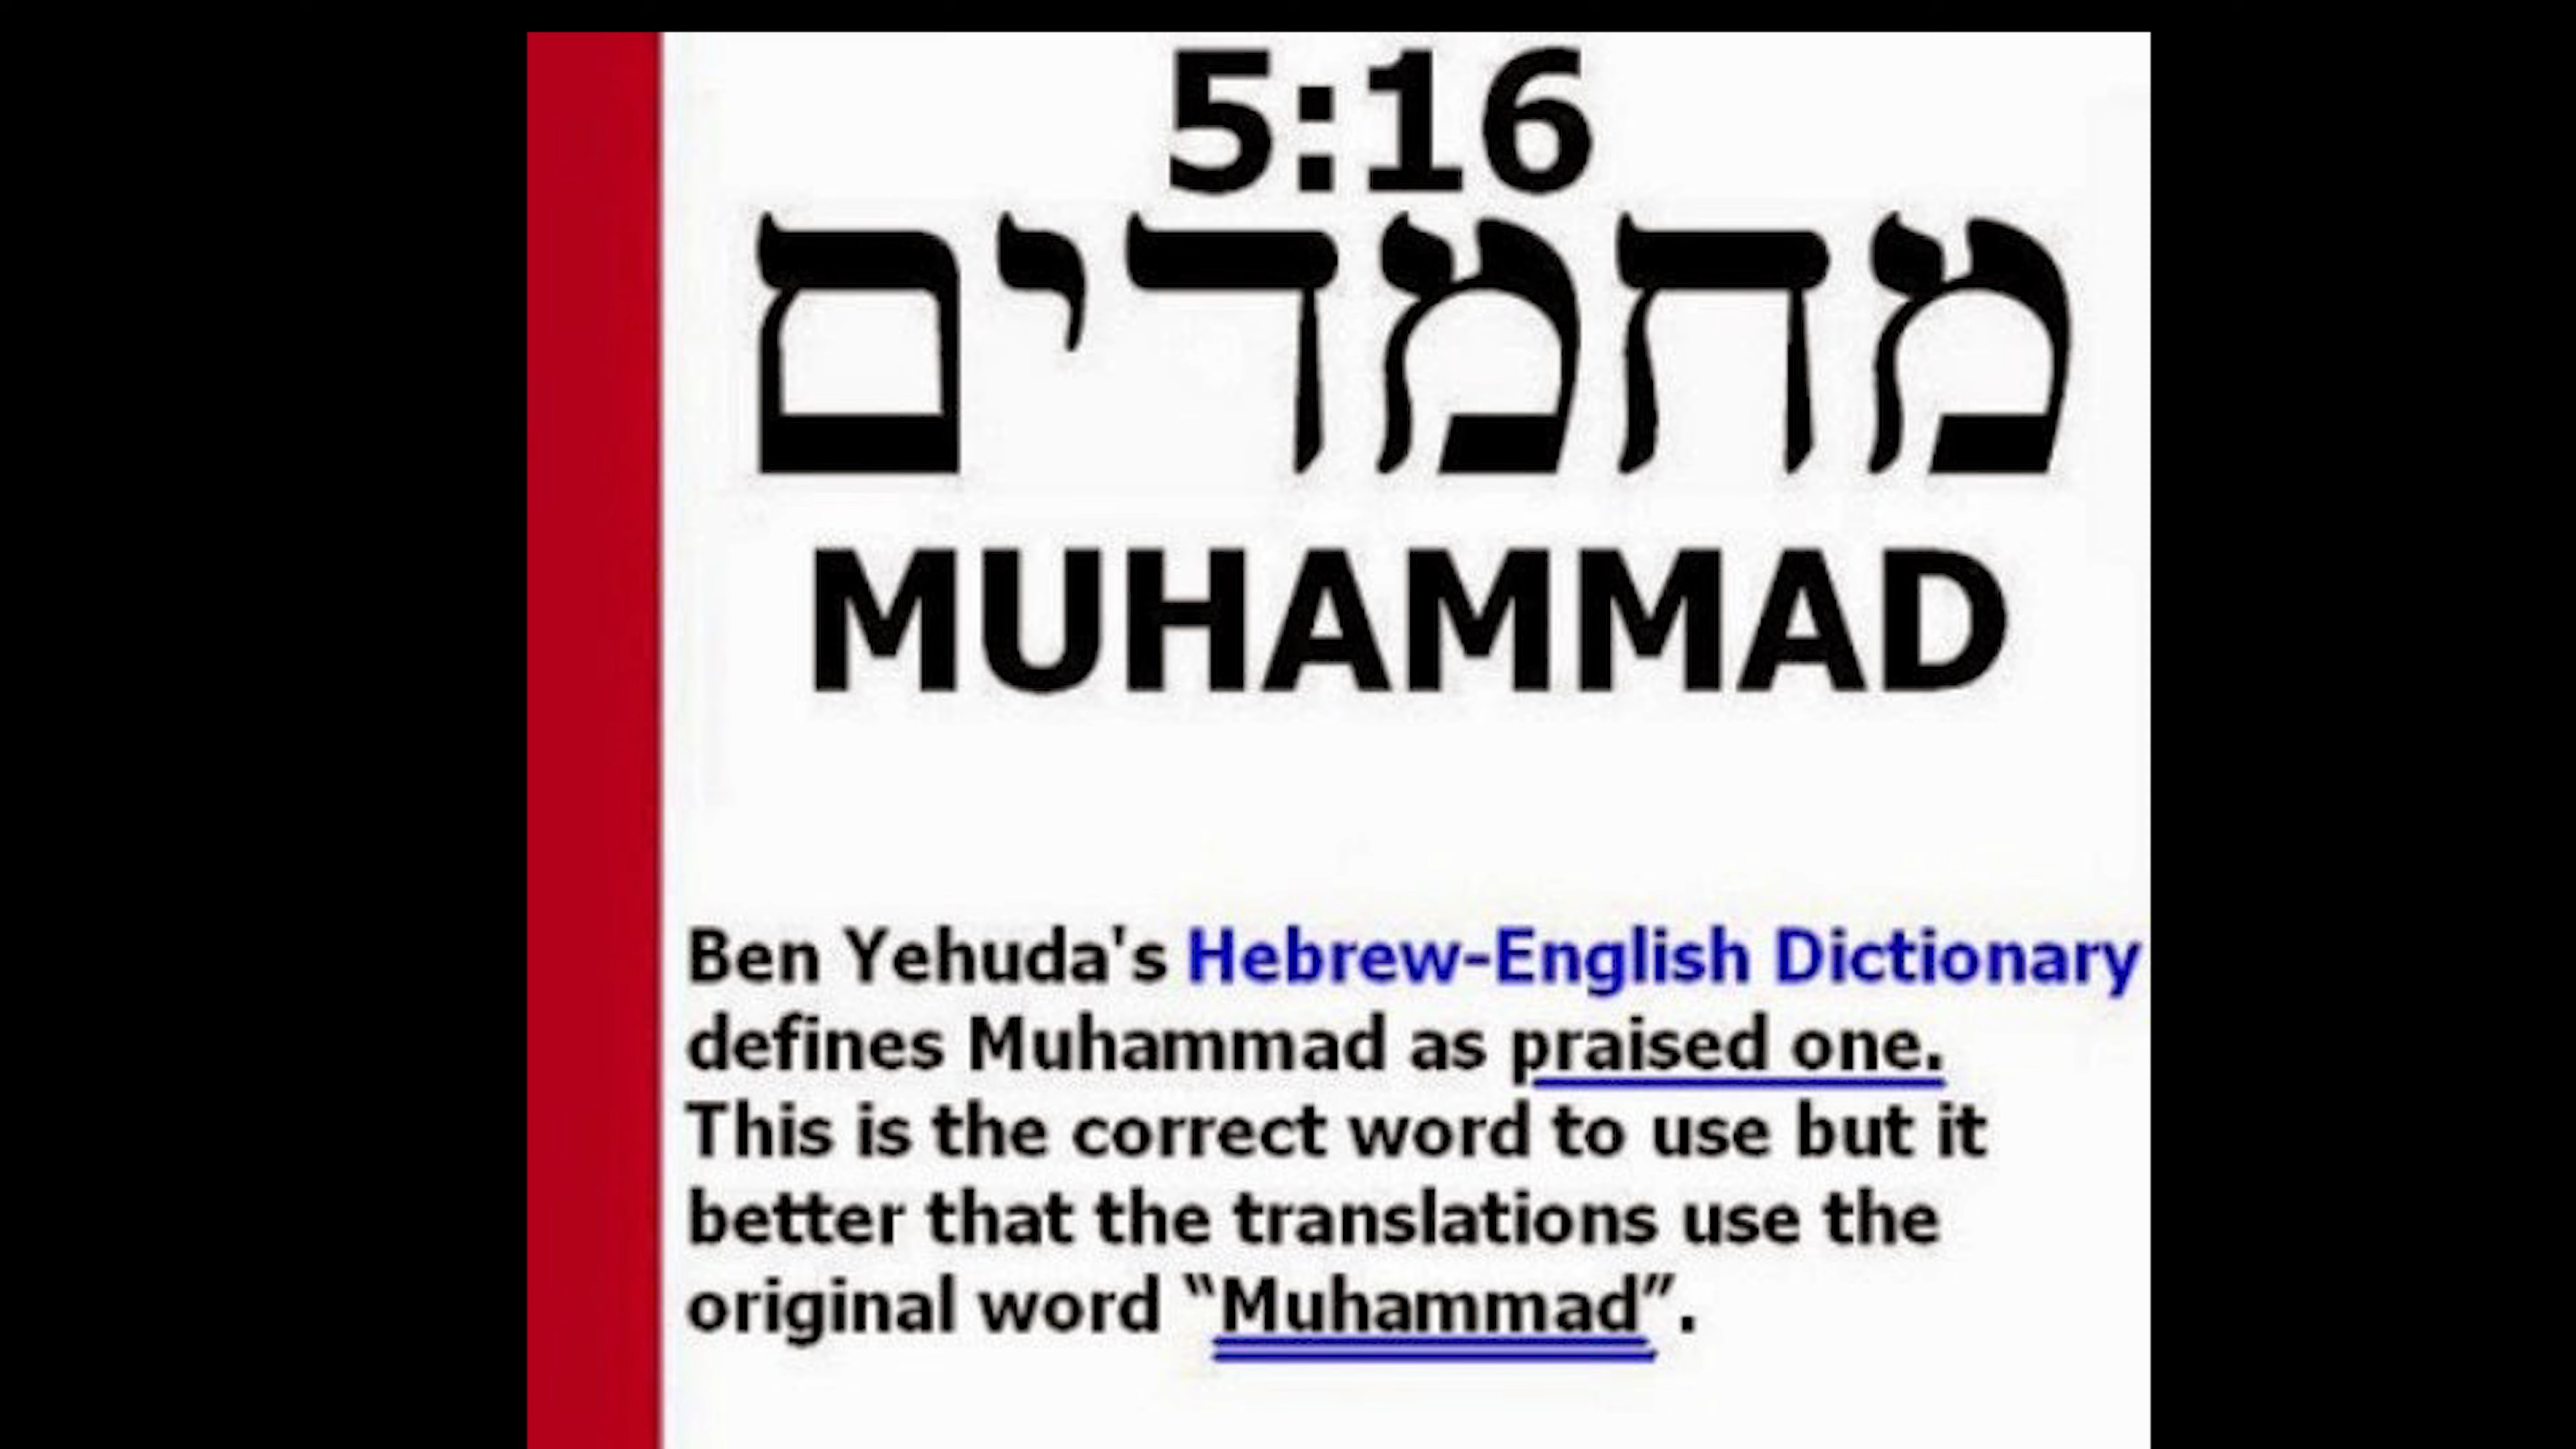 5:16
מחמדים
MUHAMMAD
Ben Yehuda's Hebrew-English Dictionary
defines Muhammad as praised one.
This is the correct word to use but it
better that the translations use the
original word “Muhammad”.